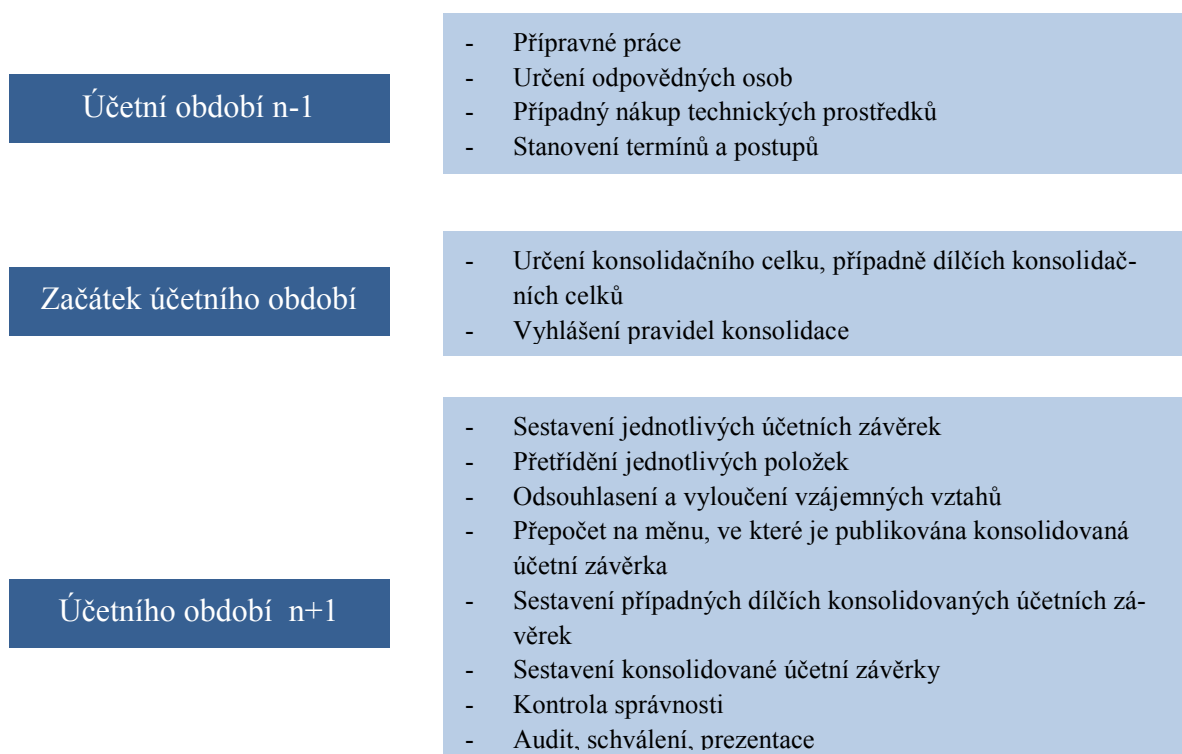 Účetní období n-1
- Přípravné práce
- Určení odpovědných osob
- Případný nákup technických prostředků
- Stanovení termínů a postupů
Začátek účetního období
- Určení konsolidačního celku, případně dílčích konsolidač-
ních celků
- Vyhlášení pravidel konsolidace
Účetního období n+1
- Sestavení jednotlivých účetních závěrek
- Přetřídění jednotlivých položek
- Odsouhlasení a vyloučení vzájemných vztahů
- Přepočet na měnu, ve které je publikována konsolidovaná
účetní závěrka
- Sestavení případných dílčích konsolidovaných účetních zá-
věrek
- Sestavení konsolidované účetní závěrky
- Kontrola správnosti
- Audit, schválení, prezentace